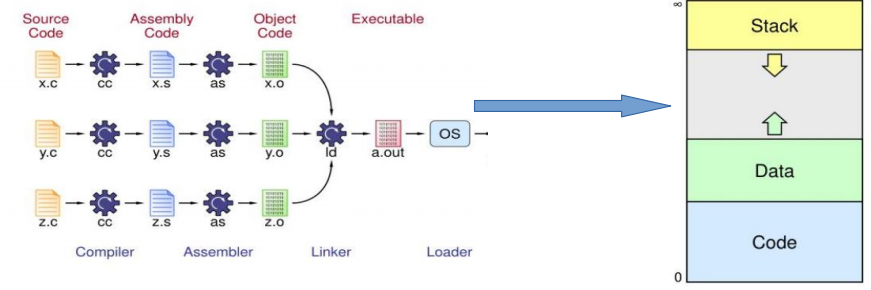 Source
Code
Assembly
Code
Object
Code
Executable
x.c cc x.s as x.o
y.c cc y.s as y.o ld a.out OS
z.c cc z.s as z.o
Compiler Assembler Linker Loader
∞
Stack
Data
Code
0